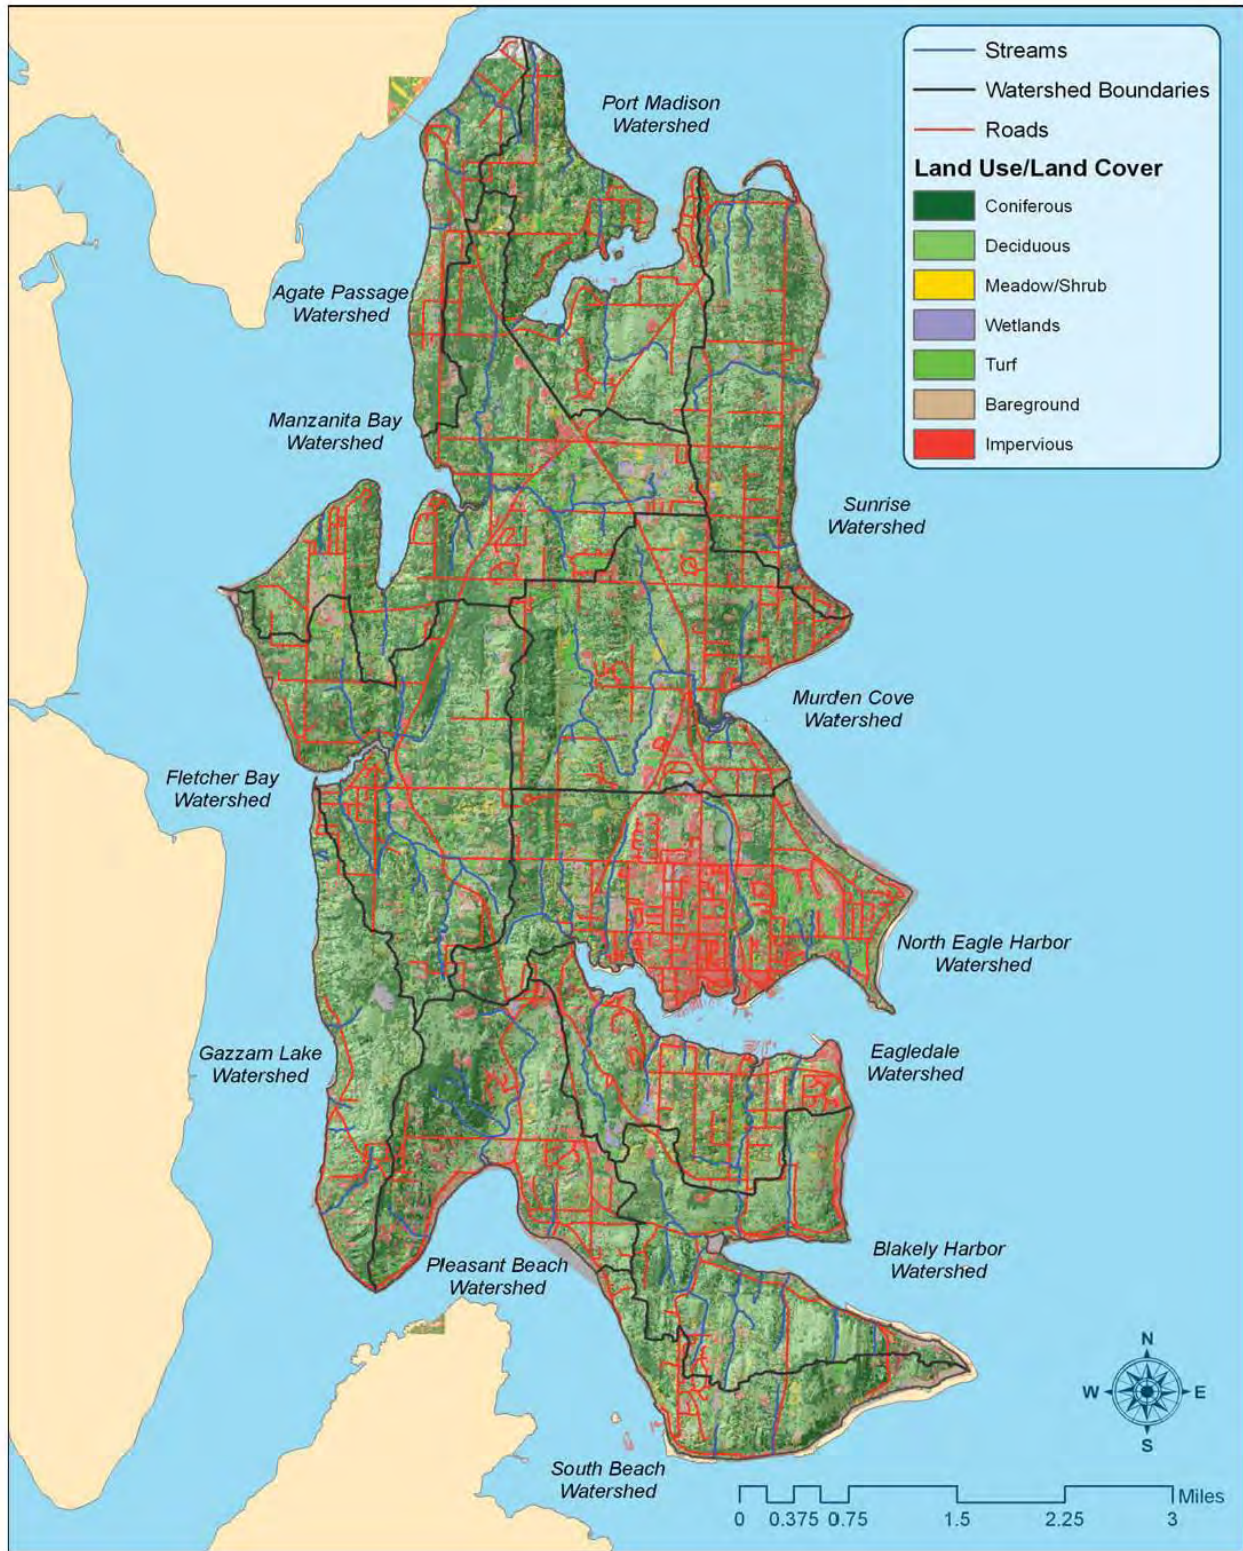 Streams
Watershed Boundaries
Roads
Land Use/Land Cover
Coniferous
Deciduous
Meadow/Shrub
Wetlands
Turf
Bareground
Impervious
Port Madison
Watershed
Agate Passage
Watershed
Manzanita Bay
Watershed
Sunrise
Watershed
Murden Cove
Watershed
Fletcher Bay
Watershed
North Eagle Harbor
Watershed
Gazzam Lake
Watershed
Eagledale
Watershed
Pleasant Beach
Watershed
Blakely Harbor
Watershed
South Beach
Watershed
N
W E
S
Miles
0 0.375 0.75 1.5 2.25 3